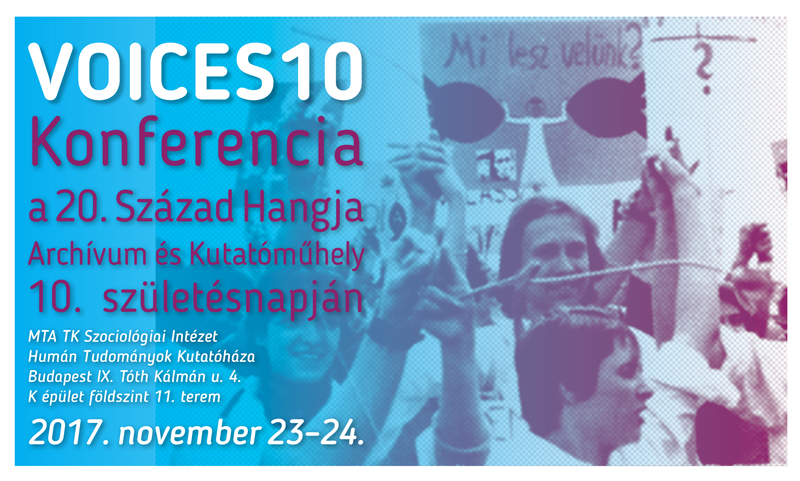 VOICES10
Konferencia
a 20. Század Hangja
Archívum és Kutatóműhely
10. születésnapján
MTA TK Szociológiai Intézet
Humán Tudományok Kutatóháza
Budapest IX. Tóth Kálmán u. 4.
K épület földszint 11. terem
2017. november 23-24.
Mi lesz velünk?
?